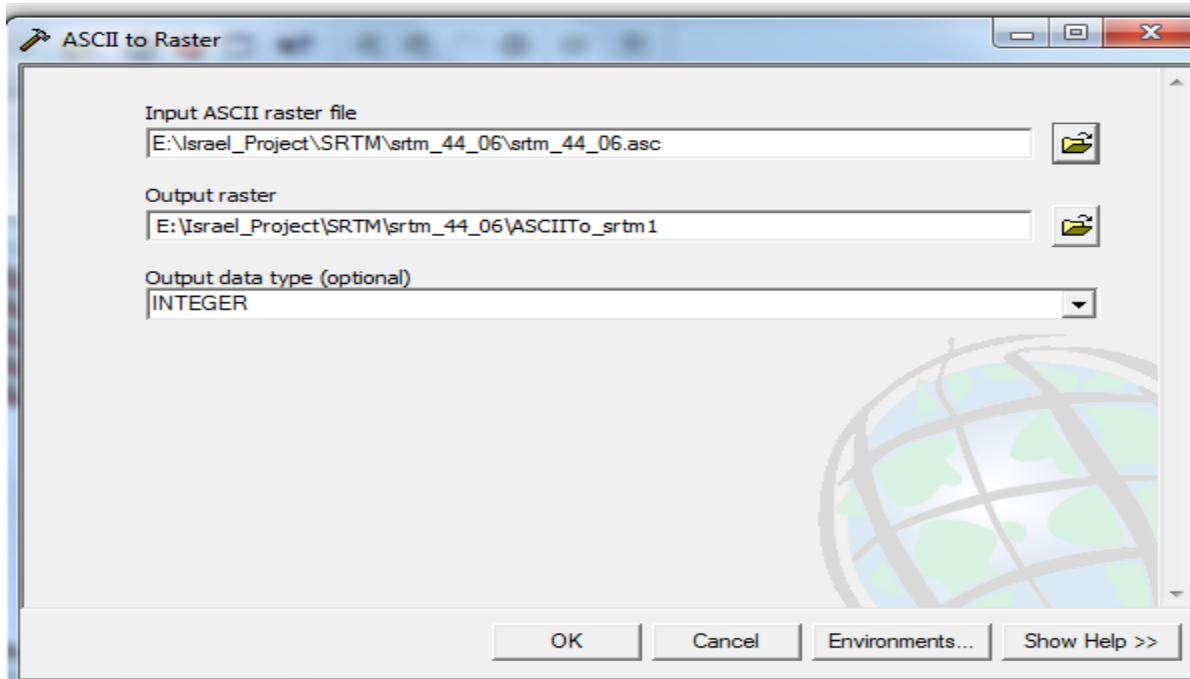 ASCII to Raster
Input ASCII raster file
E:\Israel_Project\SRTM\srtm_44_06\srtm_44_06.asc
Output raster
E:\Israel_Project\SRTM\srtm_44_06\ASCIITo_srtm1
Output data type (optional)
INTEGER
OK Cancel Environments... Show Help >>